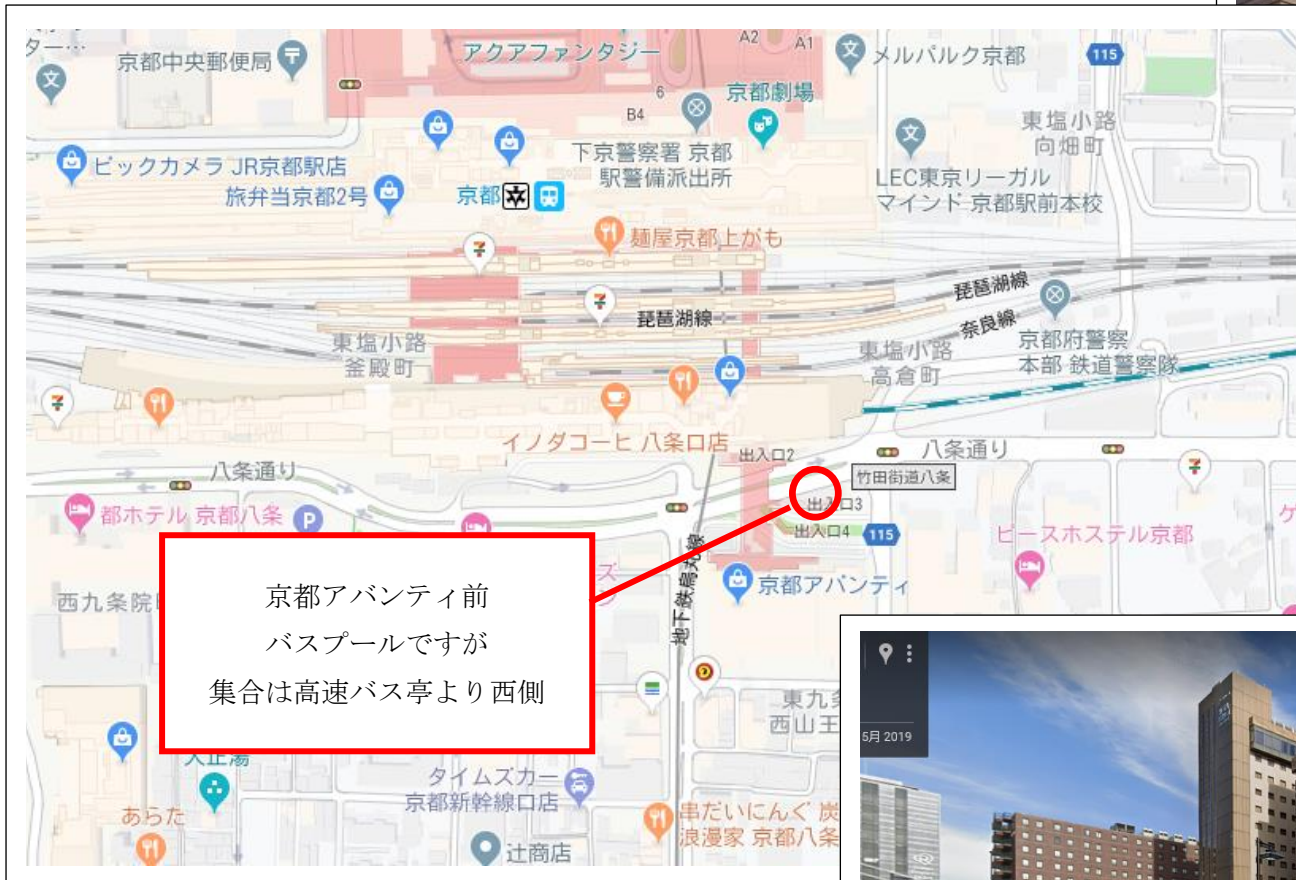 ター…
京都中央郵便局
アクアファンタジー
A2
A1
メルパルク京都
115
6
京都劇場
B4
東塩小路
向畑町
ビックカメラ JR京都駅店
下京警察署 京都
駅警備派出所
LEC東京リーガル
マインド 京都駅前本校
旅弁当京都2号
京都
麺屋京都上がも
琵琶湖線
琵琶湖線
奈良線
京都府警察
本部 鉄道警察隊
東塩小路
釜殿町
東塩小路
高倉町
イノダコーヒ 八条口店
出入口2
八条通り
八条通り
竹田街道八条
都ホテル 京都八条
P
出入口3
出入口4
115
ピースホステル京都
ゲ
京都アバンティ
地下鉄烏丸線
西九条院
京都アバンティ前
バスプールですが
集合は高速バス亭より西側
東九条
西山王
5月 2019
大正湯
あらた
タイムズカー
京都新幹線口店
串だいにんぐ 炭
浪漫家 京都八条
辻商店